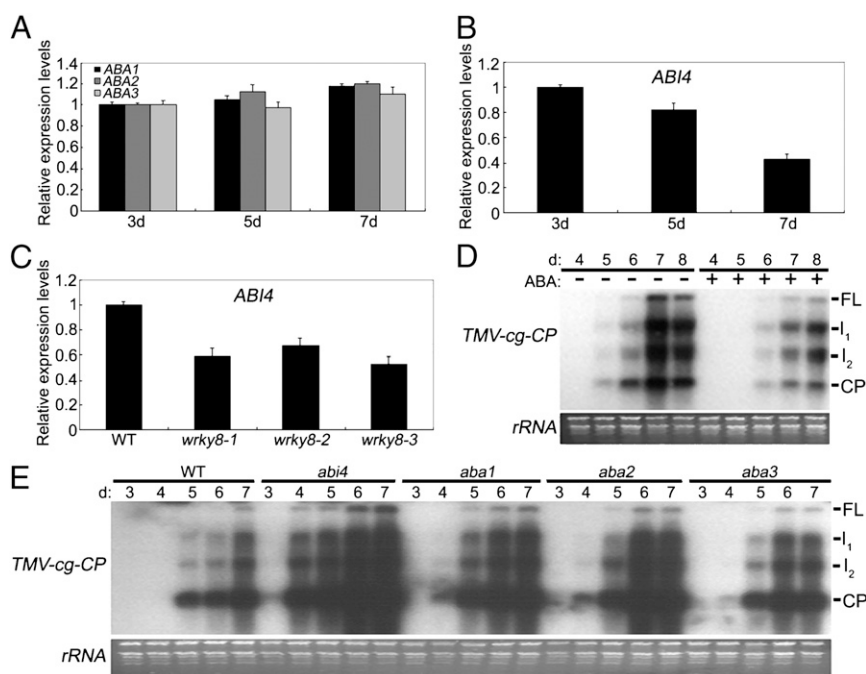 A
Relative expression levels
1.4
1.2
1
0.8
0.6
0.4
1.2
1
ABA1
ABA2
ABA3
3d 5d 7d
B
Relative expression levels
1.2
1
0.8
0.6
0.4
0.2
0
ABI4
3d 5d 7d
C
Relative expression levels
1.2
1
0.8
0.6
0.4
0.2
0
ABI4
WT wrky8-1 wrky8-2 wrky8-3
D
d: 4 5 6 7 8 4 5 6 7 8
ABA: - - - - - + + + + +
TMV-cg-CP
FL
I1
I2
CP
rRNA
E
WT abi4 aba1 aba2 aba3
d: 3 4 5 6 7 3 4 5 6 7 3 4 5 6 7 3 4 5 6 7 3 4 5 6 7
TMV-cg-CP
FL
I1
I2
CP
rRNA